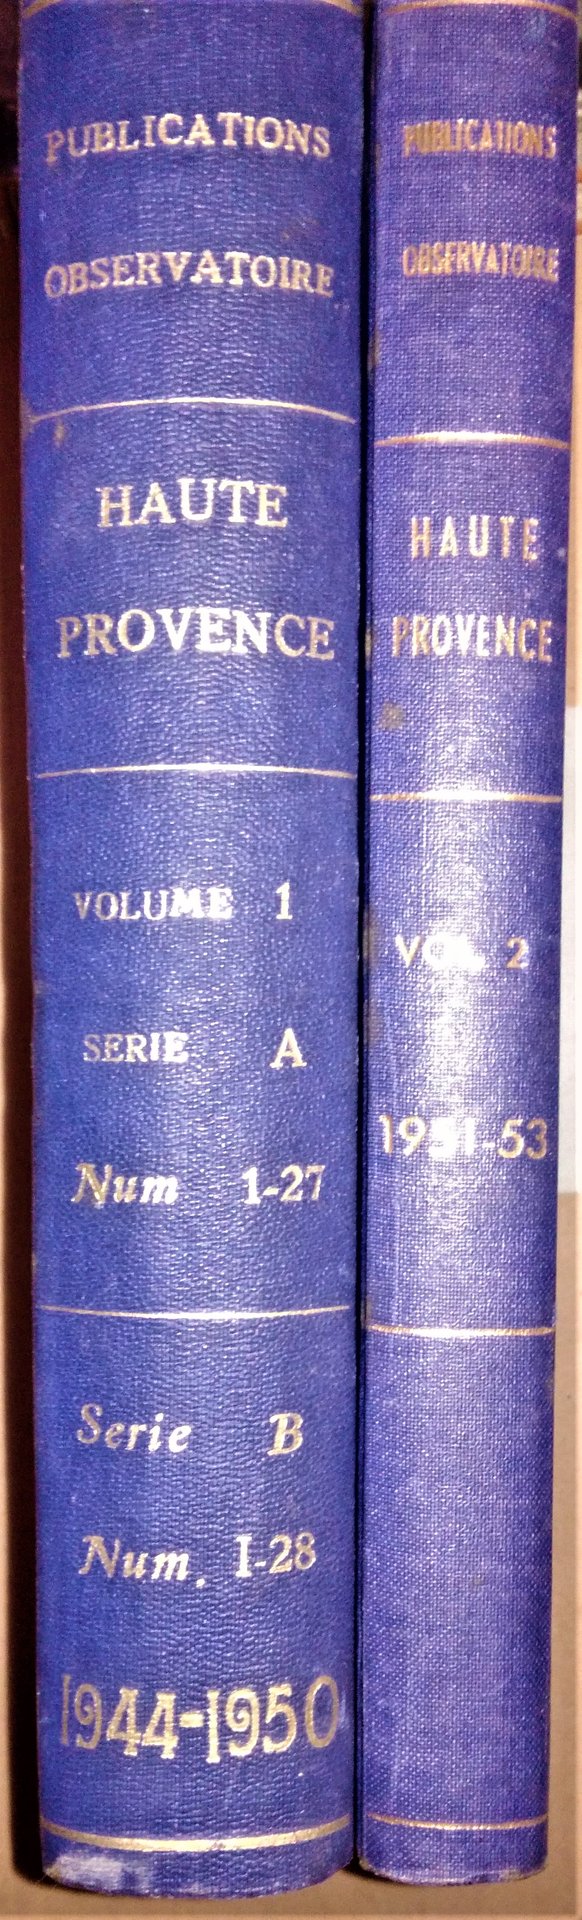 PUBLICATIONS
OBSERVATOIRE
HAUTE
PROVENCE
VOLUME 1
SERIE A
Num 1-27
Serie B
Num. I-28
1944-1950
PUBLICATIONS
OBSERVATOIRE
HAUTE
PROVENCE
VOL. 2
1951-53